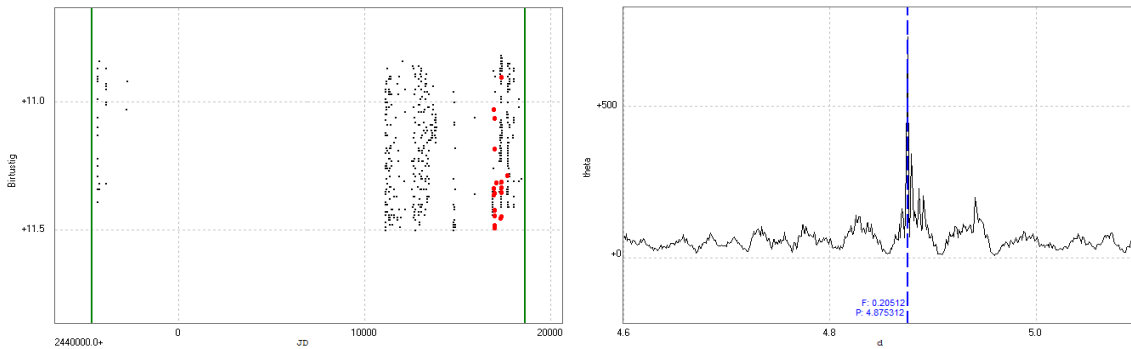 +11.0
+11.5
Birtustig
2440000.0+
0
10000
20000
JD
+500
+0
theta
F: 0.20512
P: 4.875312
4.6
4.8
5.0
d